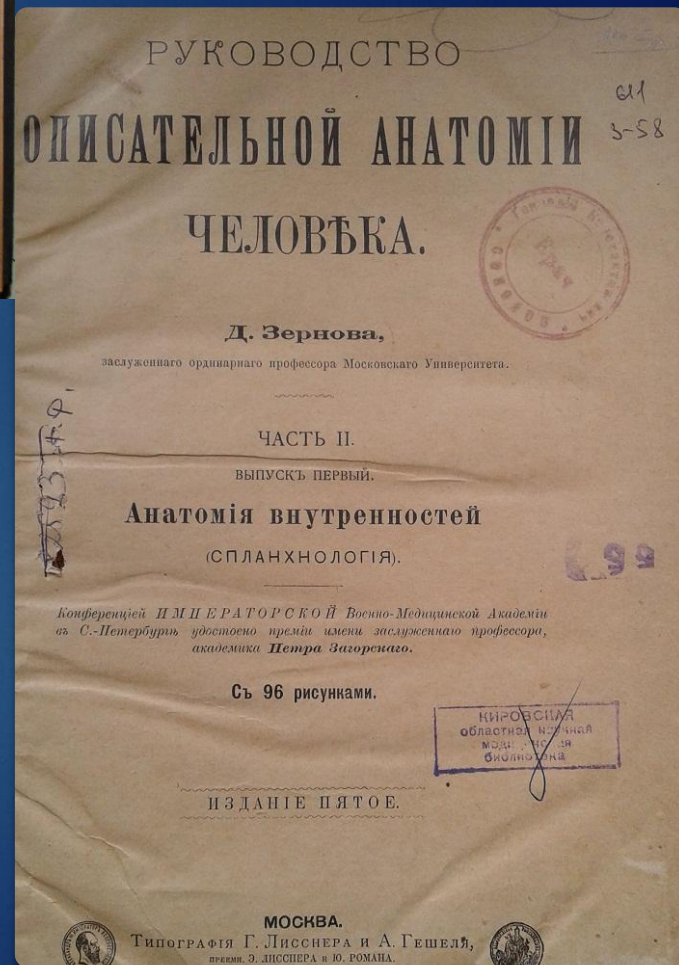 РУКОВОДСТВО
611
З-58
ОПИСАТЕЛЬНОЙ АНАТОМІИ
ЧЕЛОВѢКА.
Врач
Д. Зернова,
заслуженнаго ординарнаго профессора Московскаго Университета.
ЧАСТЬ II.
ВЫПУСКЪ ПЕРВЫЙ.
Анатомія внутренностей
(СПЛАНХНОЛОГІЯ).
99
Конференціей ИМПЕРАТОРСКОЙ Военно-Медицинской Академіи
въ С.-Петербургѣ удостоено преміи имени заслуженнаго профессора,
академика Петра Загорскаго.
Съ 96 рисунками.
КИРОВСКАЯ
областная научная
библиотека
ИЗДАНІЕ ПЯТОЕ.
МОСКВА.
Типографія Г. Лисснера и А. Гешеля,
преемн. Э. Лисснера и Ю. Романа.